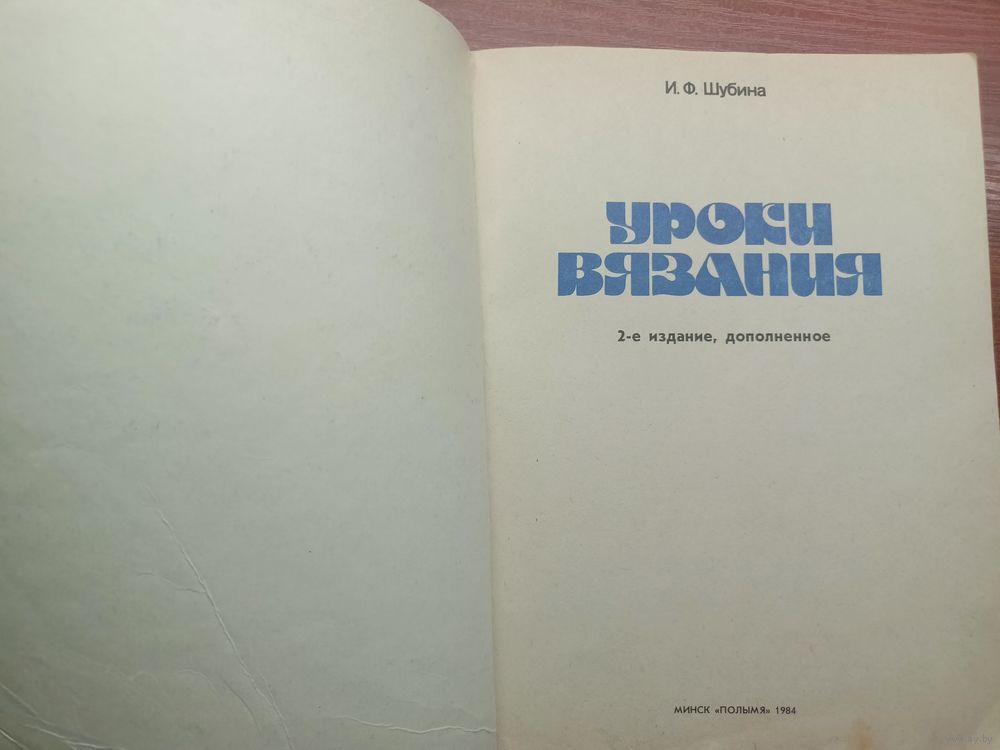 И. Ф. Шубина
УРОКИ
ВЯЗАНИЯ
2-е издание, дополненное
МИНСК «ПОЛЫМЯ» 1984